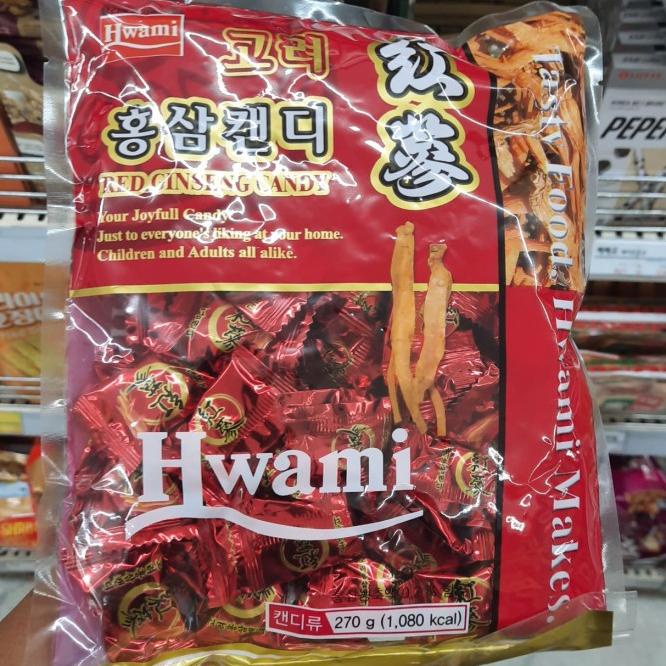 Hwami
고려
홍삼캔디
紅蔘
RED GINSENG CANDY
Your Joyfull Candy
Just to everyone's liking at your home.
Children and Adults all alike.
Tasty Food, Hwami Makes.
Hwami
캔디류 270 g (1,080 kcal)
PEPE